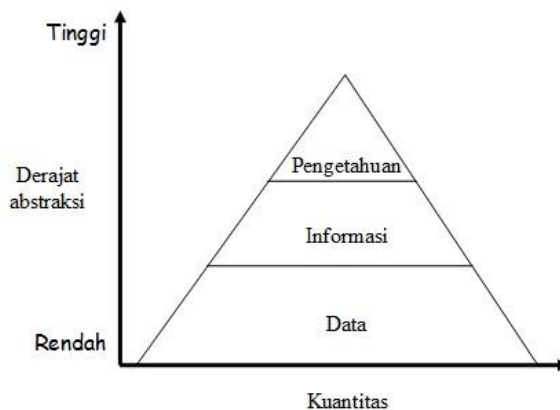 Tinggi
Pengetahuan
Derajat
abstraksi
Informasi
Data
Rendah
Kuantitas